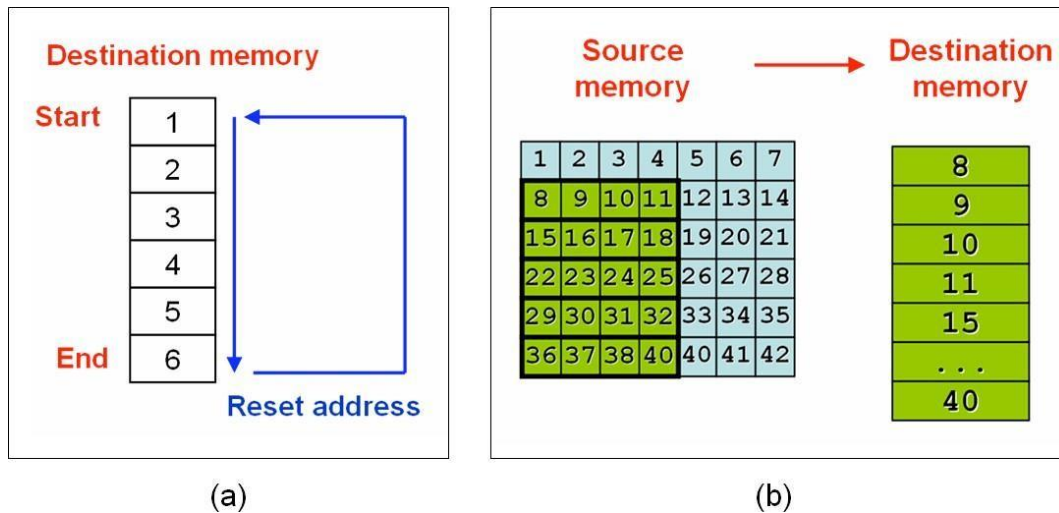 Destination memory
Start
1
2
3
4
5
End
6
Reset address
(a)
Source memory
Destination memory
1 2 3 4 5 6 7
8 9 10 11 12 13 14
15 16 17 18 19 20 21
22 23 24 25 26 27 28
29 30 31 32 33 34 35
36 37 38 40 40 41 42
8
9
10
11
15
...
40
(b)